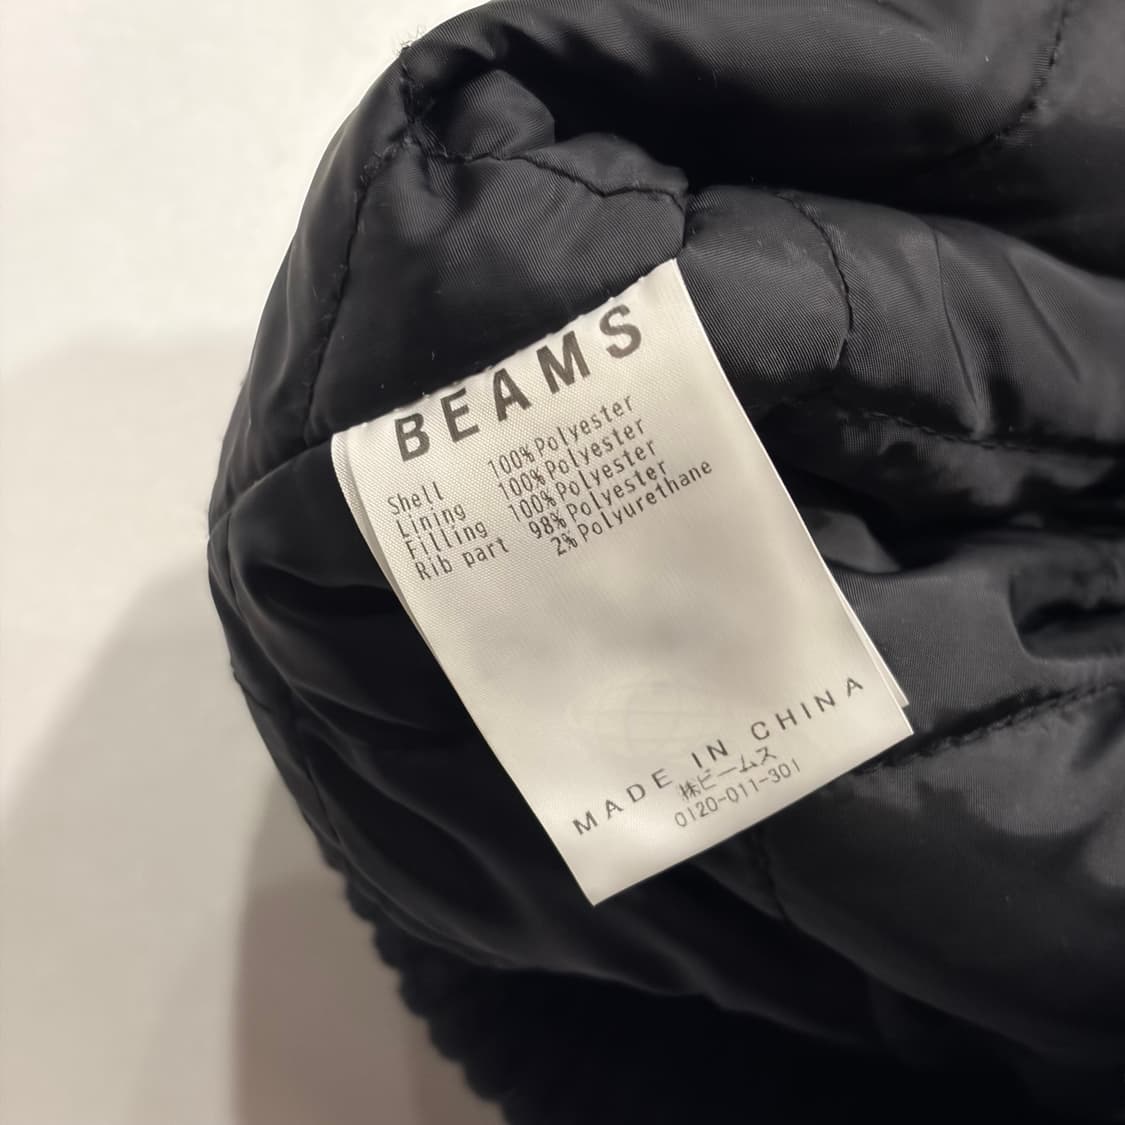 BEAMS
Shell 100%Polyester
Lining 100%Polyester
Filling 100%Polyester
Rib part 98%Polyester
2%Polyurethane
MADE IN CHINA
㈱ビームス
0120-011-301